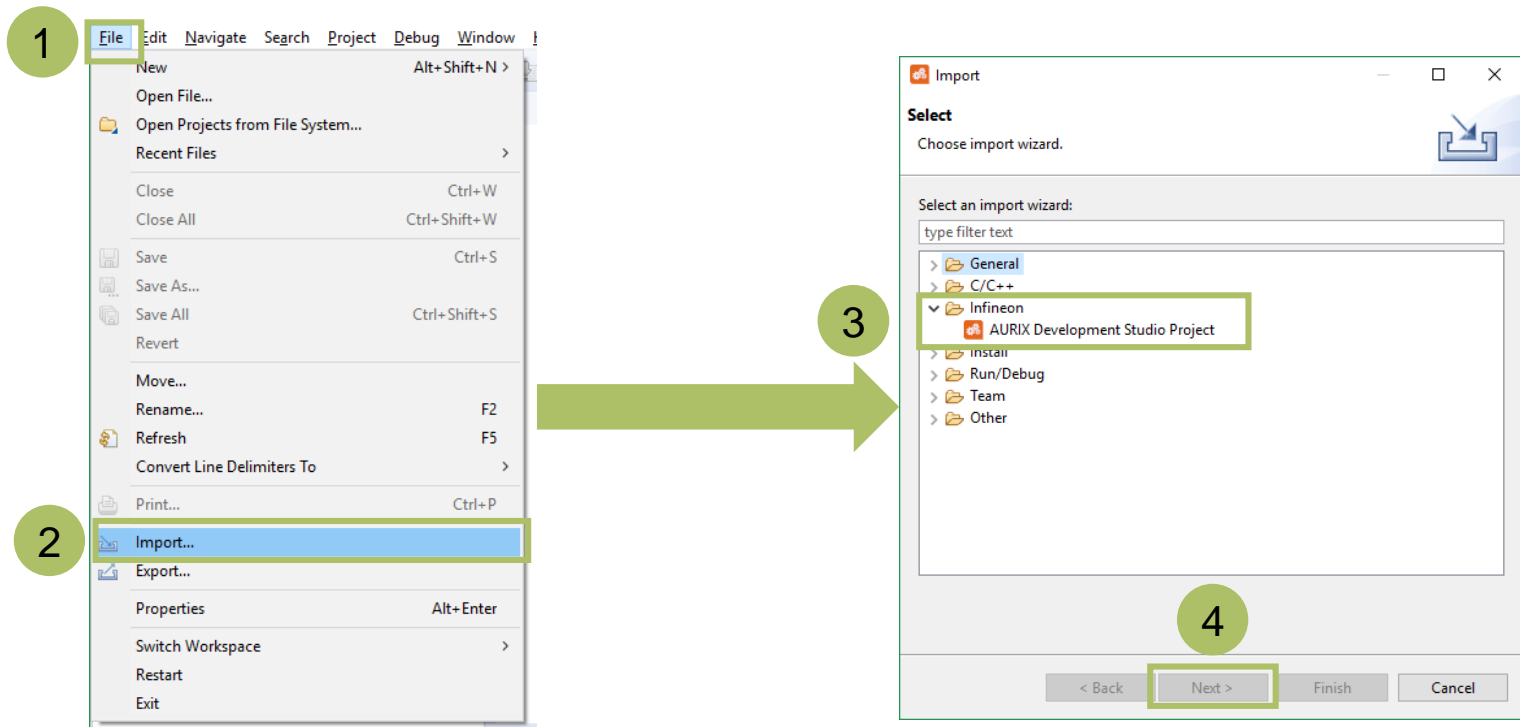 1
File Edit Navigate Search Project Debug Window
New Alt+Shift+N >
Open File...
Open Projects from File System...
Recent Files >
Close Ctrl+W
Close All Ctrl+Shift+W
Save Ctrl+S
Save As...
Save All Ctrl+Shift+S
Revert
Move...
Rename... F2
Refresh F5
Convert Line Delimiters To >
Print... Ctrl+P
2
Import...
Export...
Properties Alt+Enter
Switch Workspace >
Restart
Exit
Import
Select
Choose import wizard.
Select an import wizard:
type filter text
General
C/C++
3
Infineon
AURIX Development Studio Project
Install
Run/Debug
Team
Other
4
< Back Next > Finish Cancel